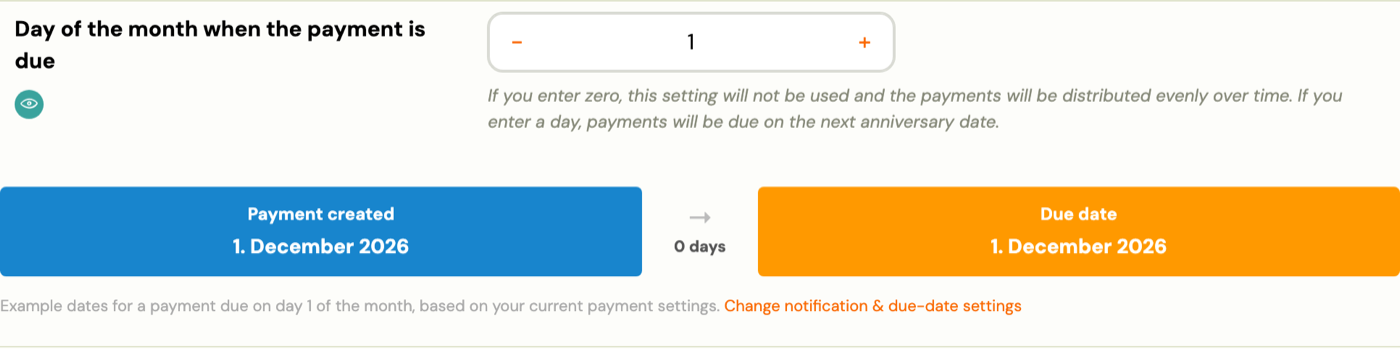 Day of the month when the payment is
due
− 1 +
If you enter zero, this setting will not be used and the payments will be distributed evenly over time. If you
enter a day, payments will be due on the next anniversary date.
Payment created
1. December 2026
→
0 days
Due date
1. December 2026
Example dates for a payment due on day 1 of the month, based on your current payment settings. Change notification & due-date settings